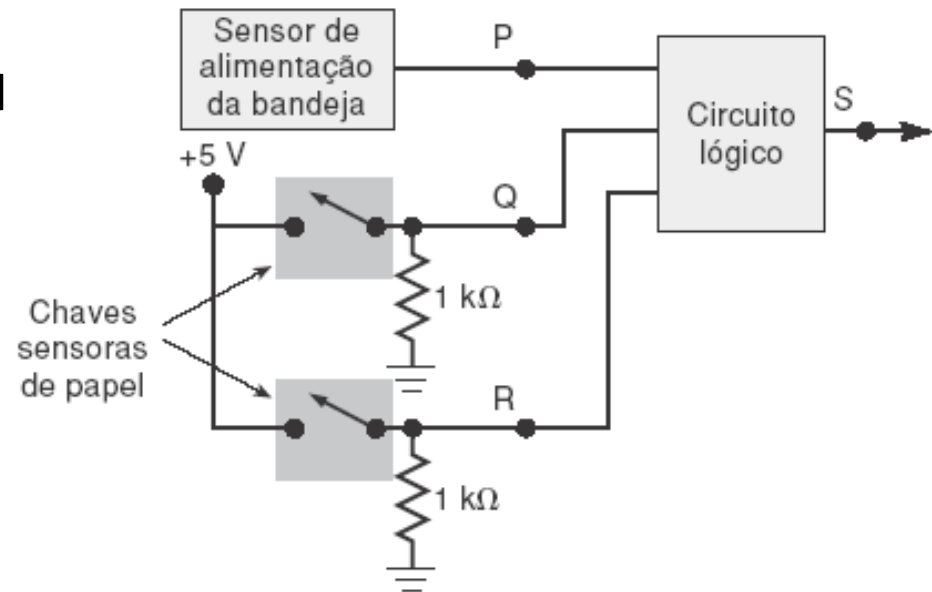 Sensor de
alimentação
da bandeja
P
Circuito
lógico
S
+5 V
Q
1 kΩ
Chaves
sensoras
de papel
R
1 kΩ